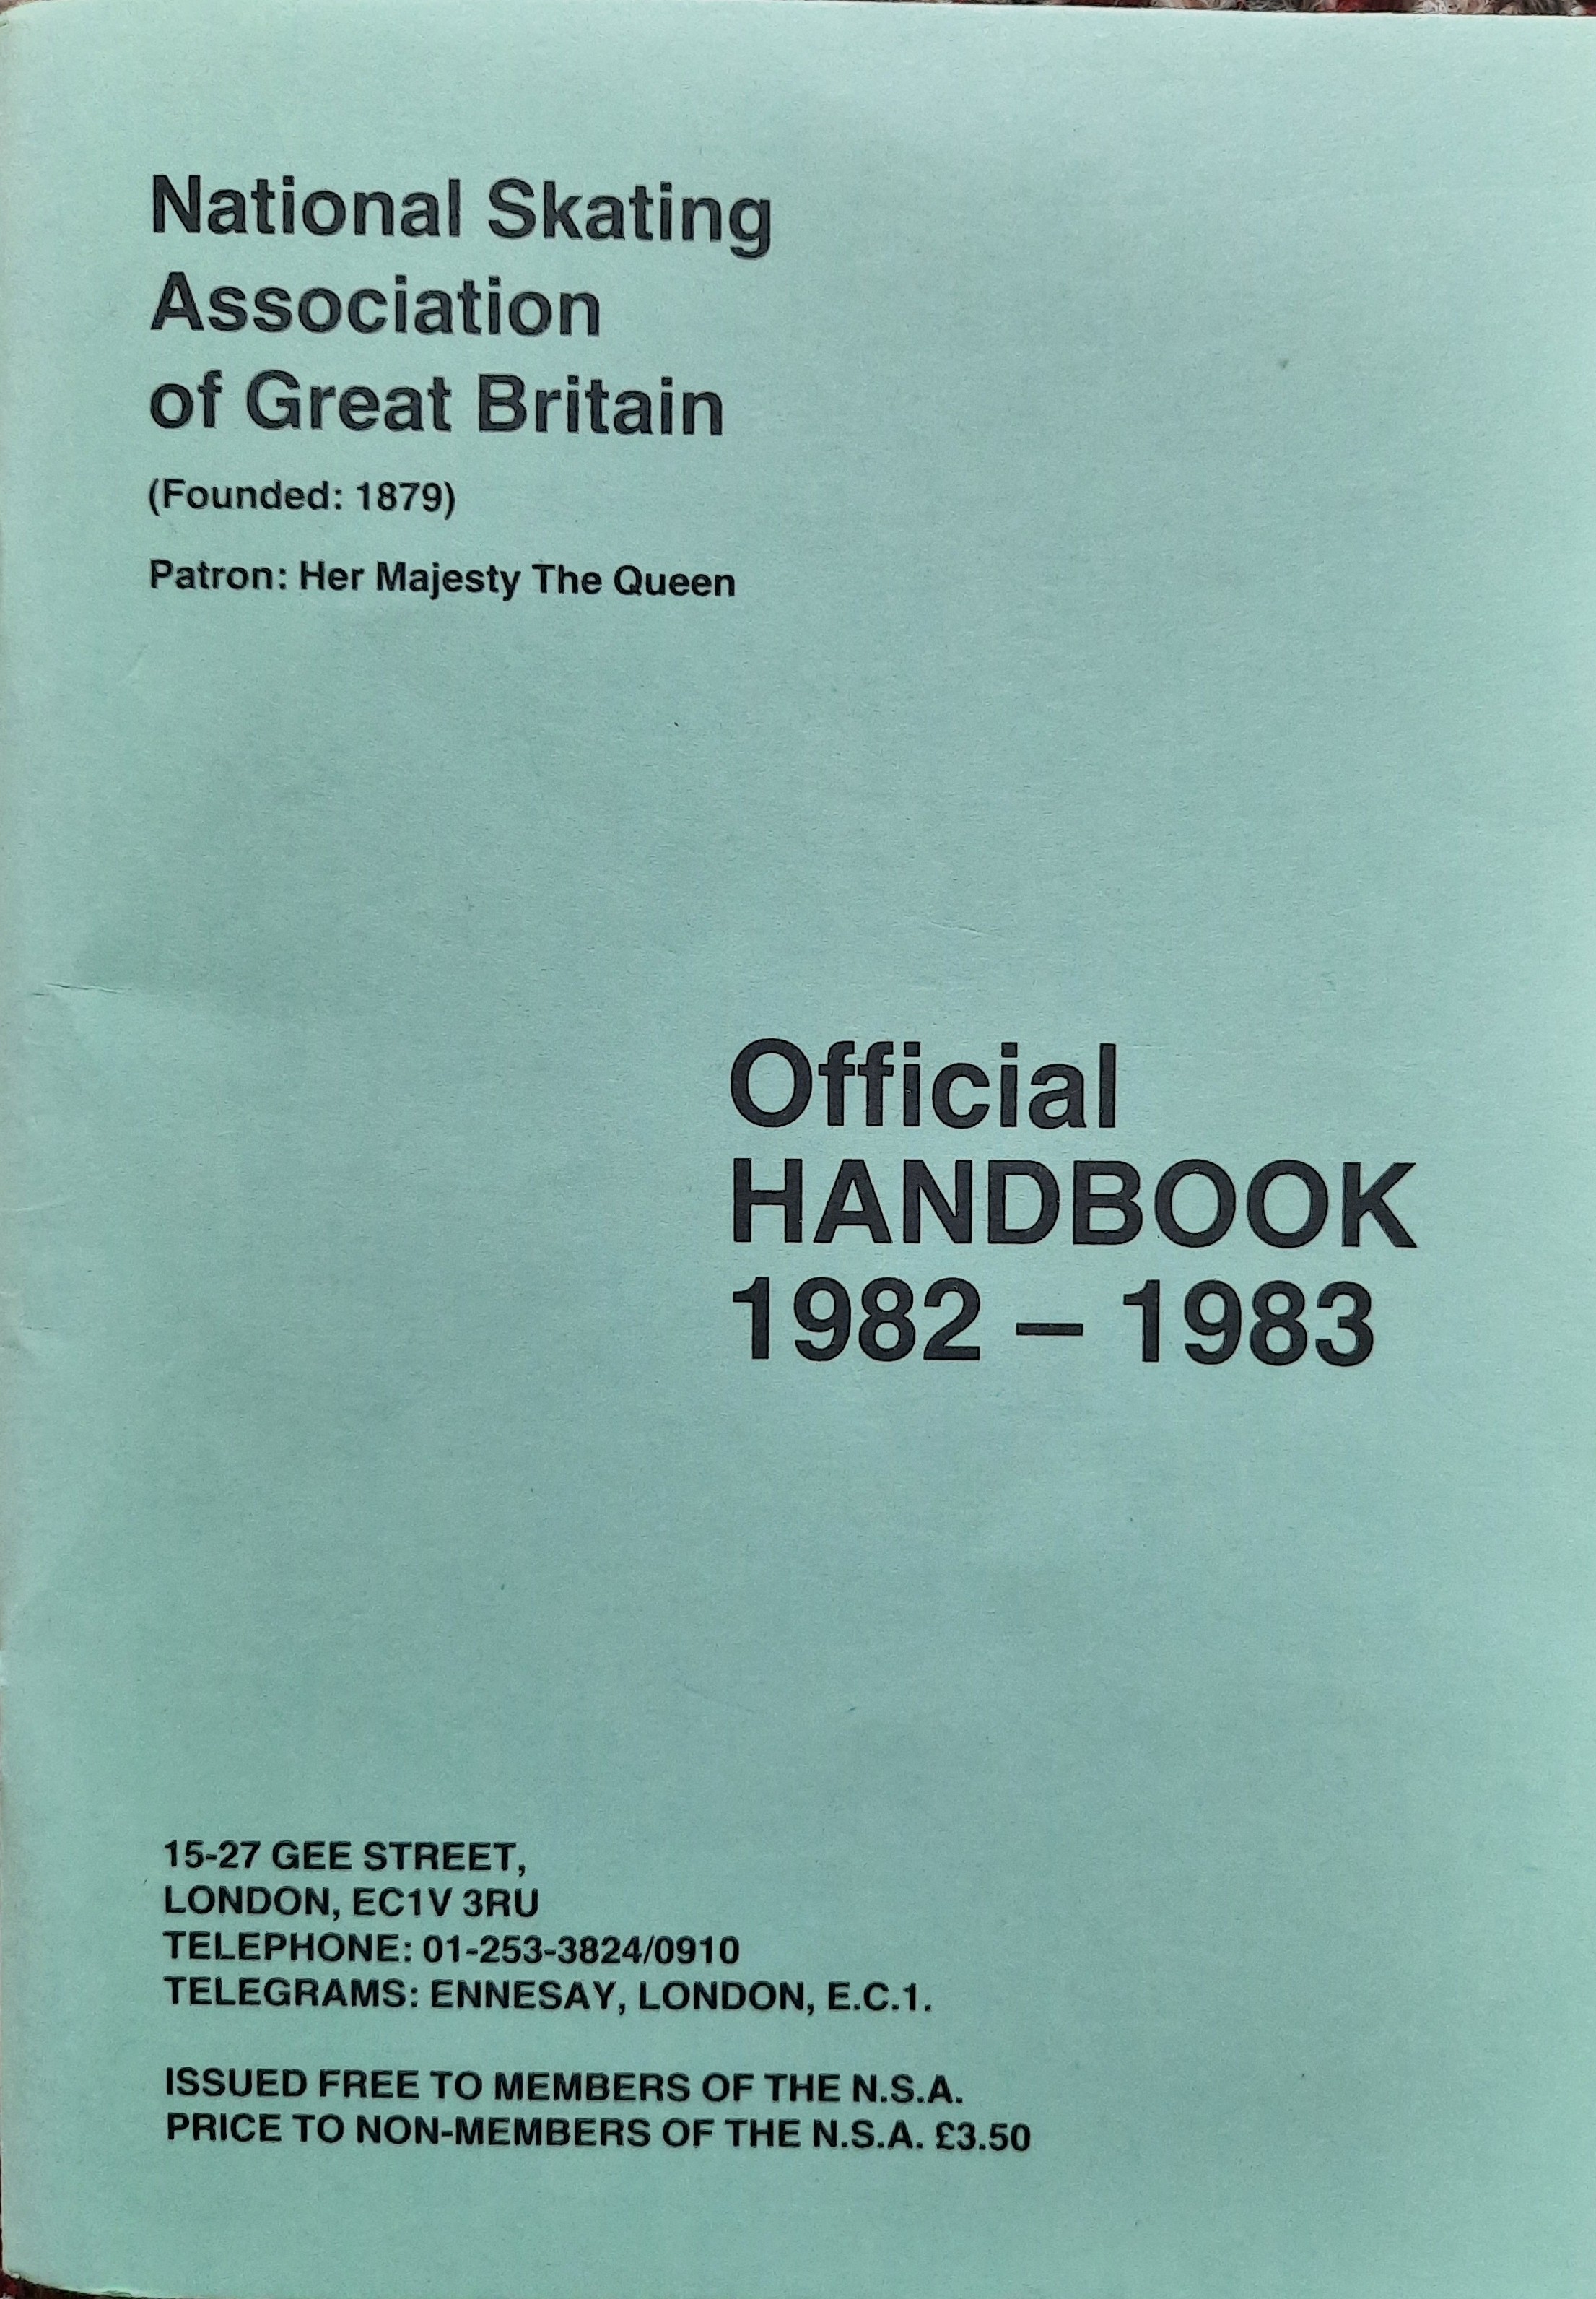 National Skating
Association
of Great Britain
(Founded: 1879)
Patron: Her Majesty The Queen
Official
HANDBOOK
1982 – 1983
15-27 GEE STREET,
LONDON, EC1V 3RU
TELEPHONE: 01-253-3824/0910
TELEGRAMS: ENNESAY, LONDON, E.C.1.
ISSUED FREE TO MEMBERS OF THE N.S.A.
PRICE TO NON-MEMBERS OF THE N.S.A. £3.50